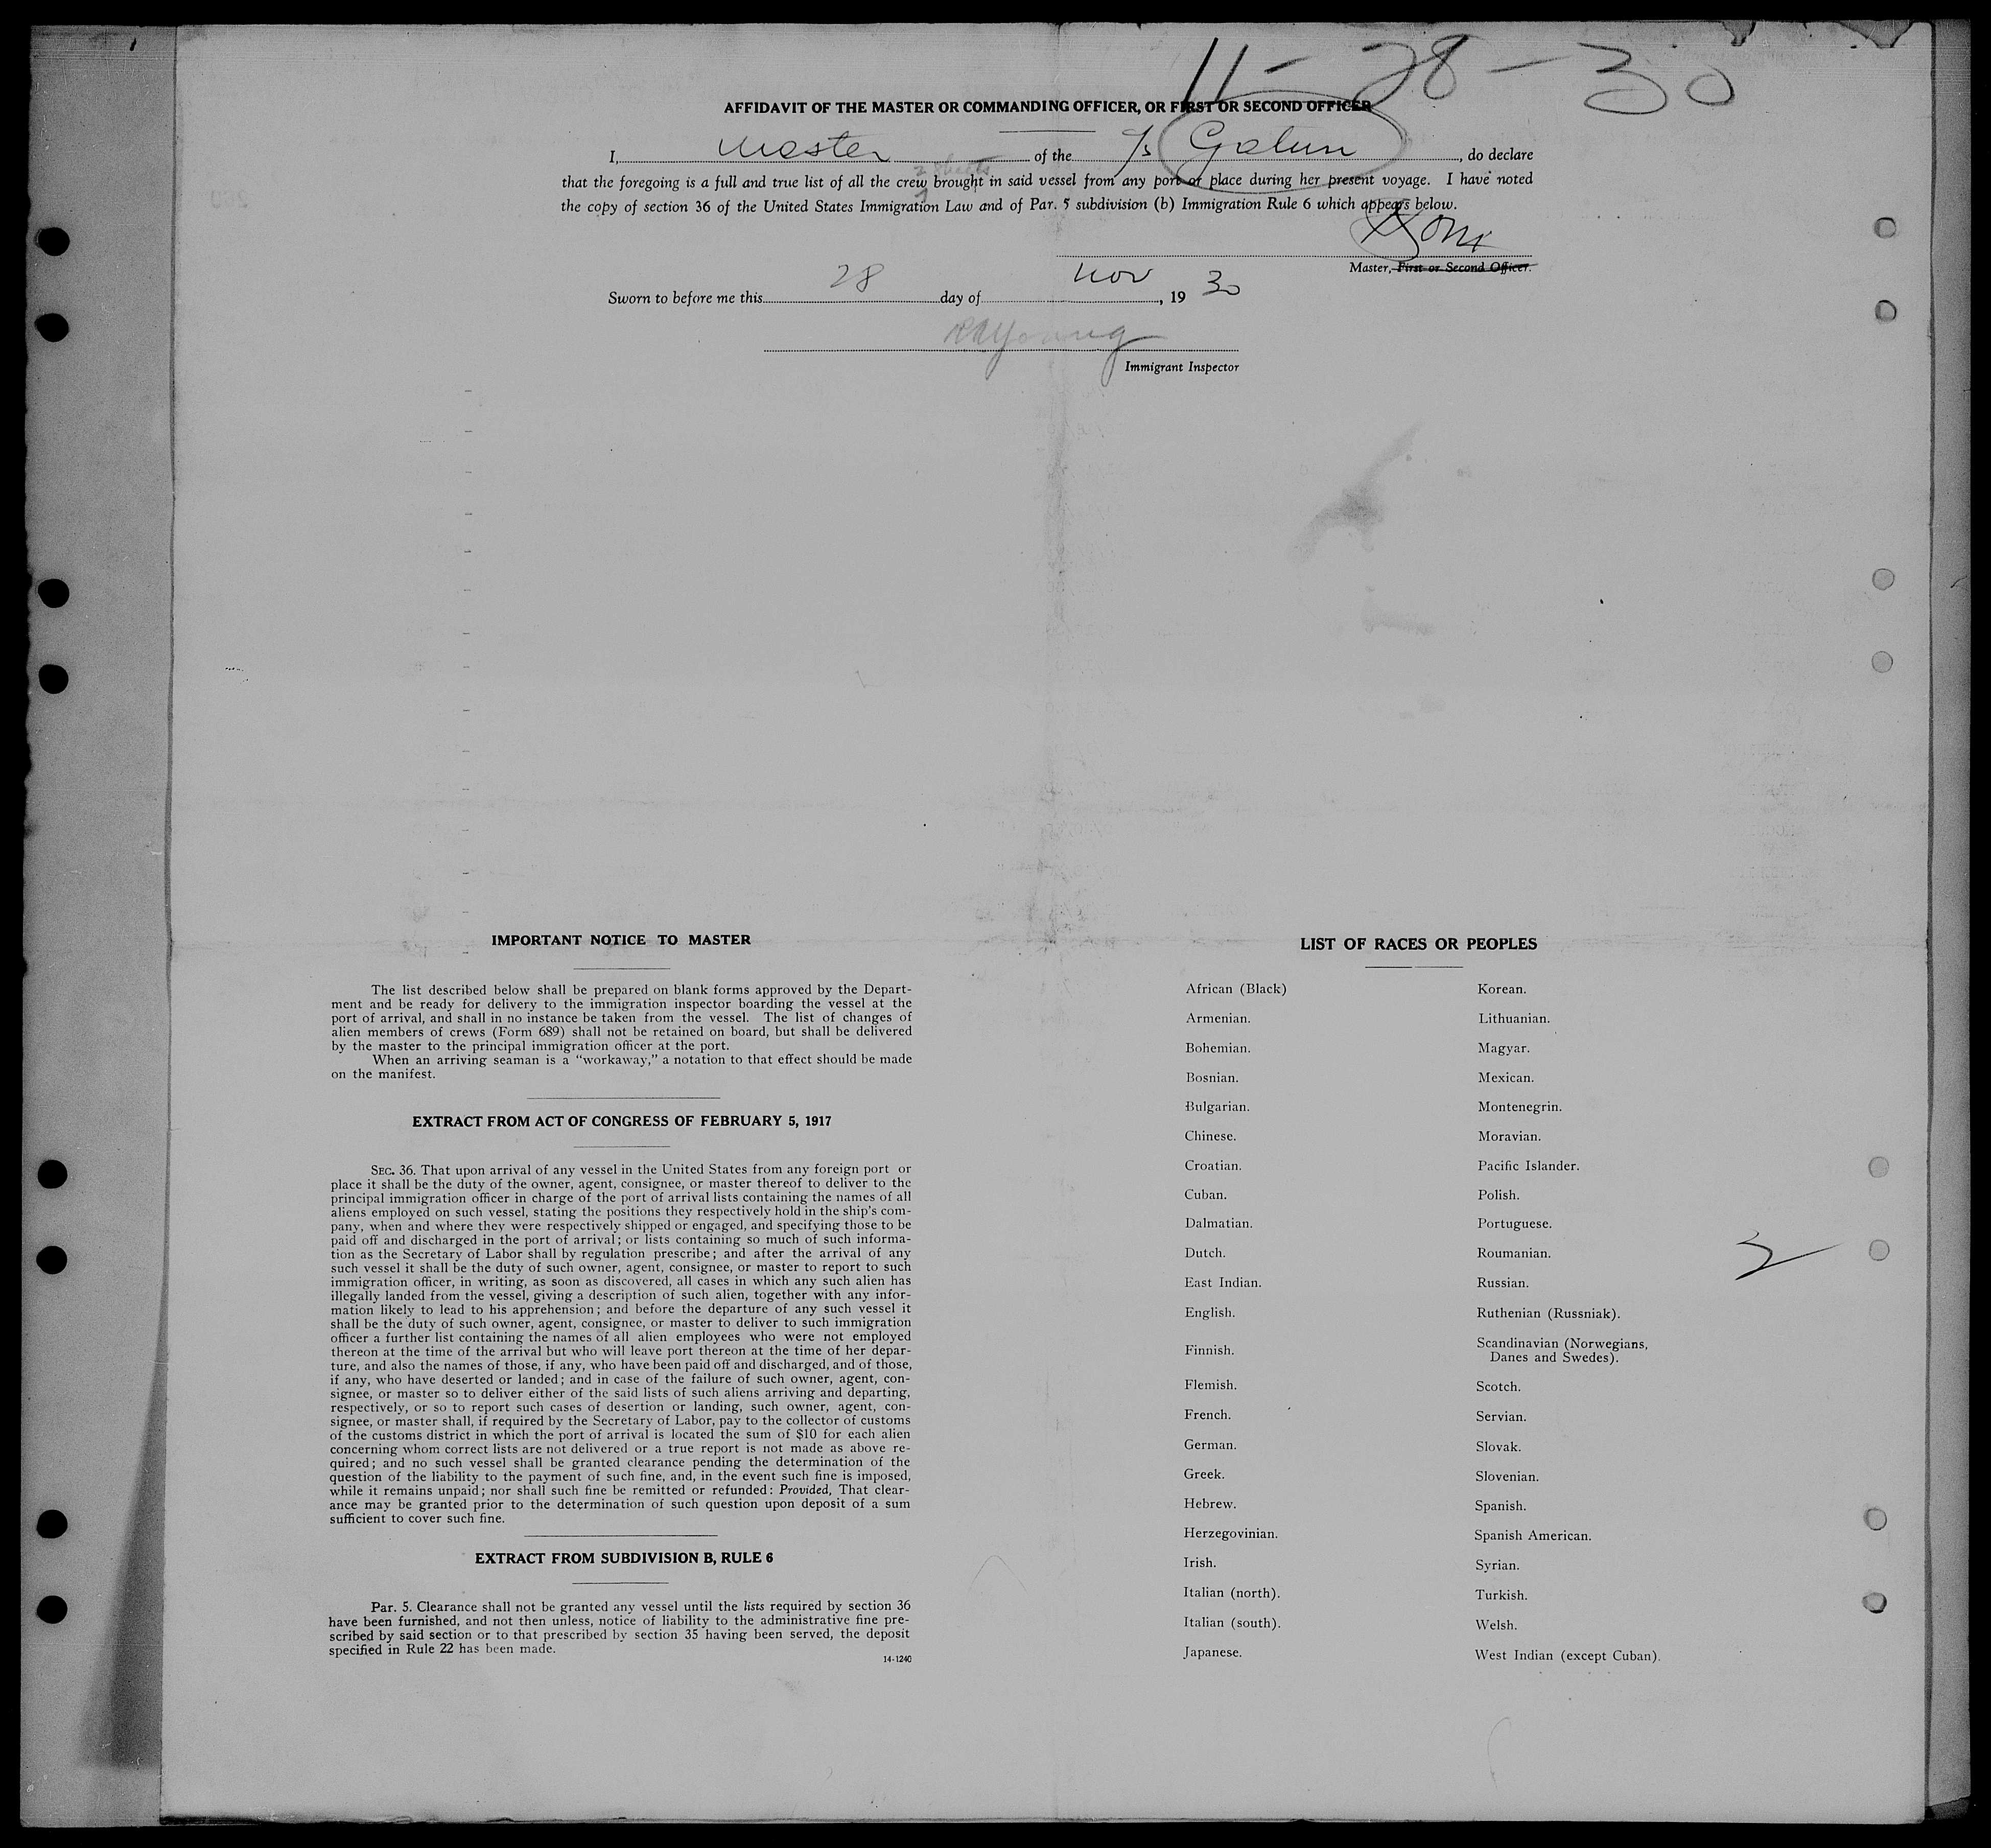 11 - 28 - 30
AFFIDAVIT OF THE MASTER OR COMMANDING OFFICER, OR FIRST OR SECOND OFFICER
I, Master of the S/s Gatun, do declare
2 sheets
that the foregoing is a full and true list of all the crew brought in said vessel from any port or place during her present voyage. I have noted
the copy of section 36 of the United States Immigration Law and of Par. 5 subdivision (b) Immigration Rule 6 which appears below.
Master, First or Second Officer.
Sworn to before me this 28 day of Nov, 19 30
Young
Immigrant Inspector
IMPORTANT NOTICE TO MASTER
The list described below shall be prepared on blank forms approved by the Depart-
ment and be ready for delivery to the immigration inspector boarding the vessel at the
port of arrival, and shall in no instance be taken from the vessel. The list of changes of
alien members of crews (Form 689) shall not be retained on board, but shall be delivered
by the master to the principal immigration officer at the port.
When an arriving seaman is a “workaway,” a notation to that effect should be made
on the manifest.
EXTRACT FROM ACT OF CONGRESS OF FEBRUARY 5, 1917
SEC. 36. That upon arrival of any vessel in the United States from any foreign port or
place it shall be the duty of the owner, agent, consignee, or master thereof to deliver to the
principal immigration officer in charge of the port of arrival lists containing the names of all
aliens employed on such vessel, stating the positions they respectively hold in the ship's com-
pany, when and where they were respectively shipped or engaged, and specifying those to be
paid off and discharged in the port of arrival; or lists containing so much of such informa-
tion as the Secretary of Labor shall by regulation prescribe; and after the arrival of any
such vessel it shall be the duty of such owner, agent, consignee, or master to report to such
immigration officer, in writing, as soon as discovered, all cases in which any such alien has
illegally landed from the vessel, giving a description of such alien, together with any infor-
mation likely to lead to his apprehension; and before the departure of any such vessel it
shall be the duty of such owner, agent, consignee, or master to deliver to such immigration
officer a further list containing the names of all alien employees who were not employed
thereon at the time of the arrival but who will leave port thereon at the time of her depar-
ture, and also the names of those, if any, who have been paid off and discharged, and of those,
if any, who have deserted or landed; and in case of the failure of such owner, agent, con-
signee, or master so to deliver either of the said lists of such aliens arriving and departing,
respectively, or so to report such cases of desertion or landing, such owner, agent, con-
signee, or master shall, if required by the Secretary of Labor, pay to the collector of customs
of the customs district in which the port of arrival is located the sum of $10 for each alien
concerning whom correct lists are not delivered or a true report is not made as above re-
quired; and no such vessel shall be granted clearance pending the determination of the
question of the liability to the payment of such fine, and, in the event such fine is imposed,
while it remains unpaid; nor shall such fine be remitted or refunded: Provided, That clear-
ance may be granted prior to the determination of such question upon deposit of a sum
sufficient to cover such fine.
EXTRACT FROM SUBDIVISION B, RULE 6
Par. 5. Clearance shall not be granted any vessel until the lists required by section 36
have been furnished, and not then unless, notice of liability to the administrative fine pre-
scribed by said section or to that prescribed by section 35 having been served, the deposit
specified in Rule 22 has been made.
14-1240
LIST OF RACES OR PEOPLES
African (Black)
Armenian.
Bohemian.
Bosnian.
Bulgarian.
Chinese.
Croatian.
Cuban.
Dalmatian.
Dutch.
East Indian.
English.
Finnish.
Flemish.
French.
German.
Greek.
Hebrew.
Herzegovinian.
Irish.
Italian (north).
Italian (south).
Japanese.
Korean.
Lithuanian.
Magyar.
Mexican.
Montenegrin.
Moravian.
Pacific Islander.
Polish.
Portuguese.
Roumanian.
Russian.
Ruthenian (Russniak).
Scandinavian (Norwegians,
Danes and Swedes).
Scotch.
Servian.
Slovak.
Slovenian.
Spanish.
Spanish American.
Syrian.
Turkish.
Welsh.
West Indian (except Cuban).